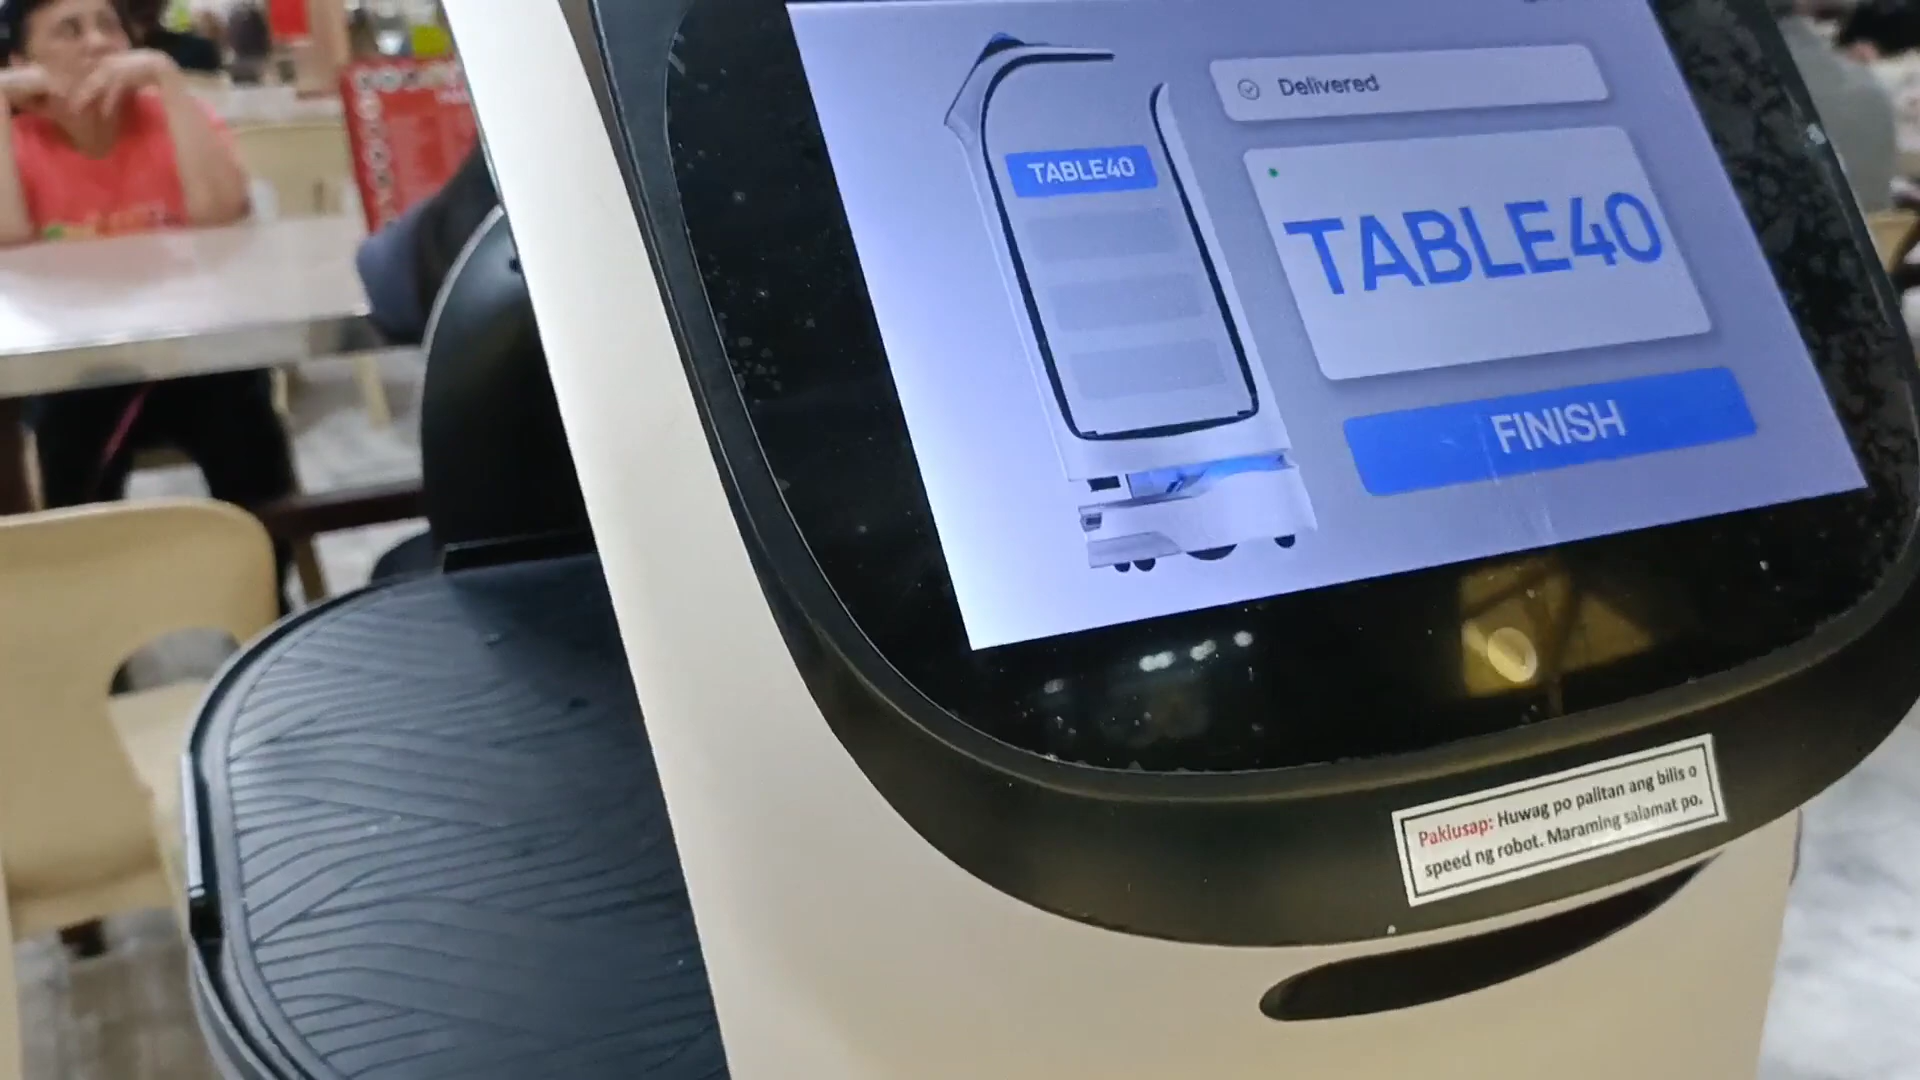 Delivered
TABLE40
TABLE40
FINISH
Paklusap: Huwag po palitan ang bilis o
speed ng robot. Maraming salamat po.